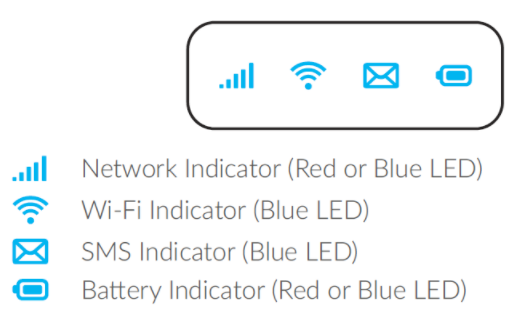 Network Indicator (Red or Blue LED)
Wi-Fi Indicator (Blue LED)
SMS Indicator (Blue LED)
Battery Indicator (Red or Blue LED)